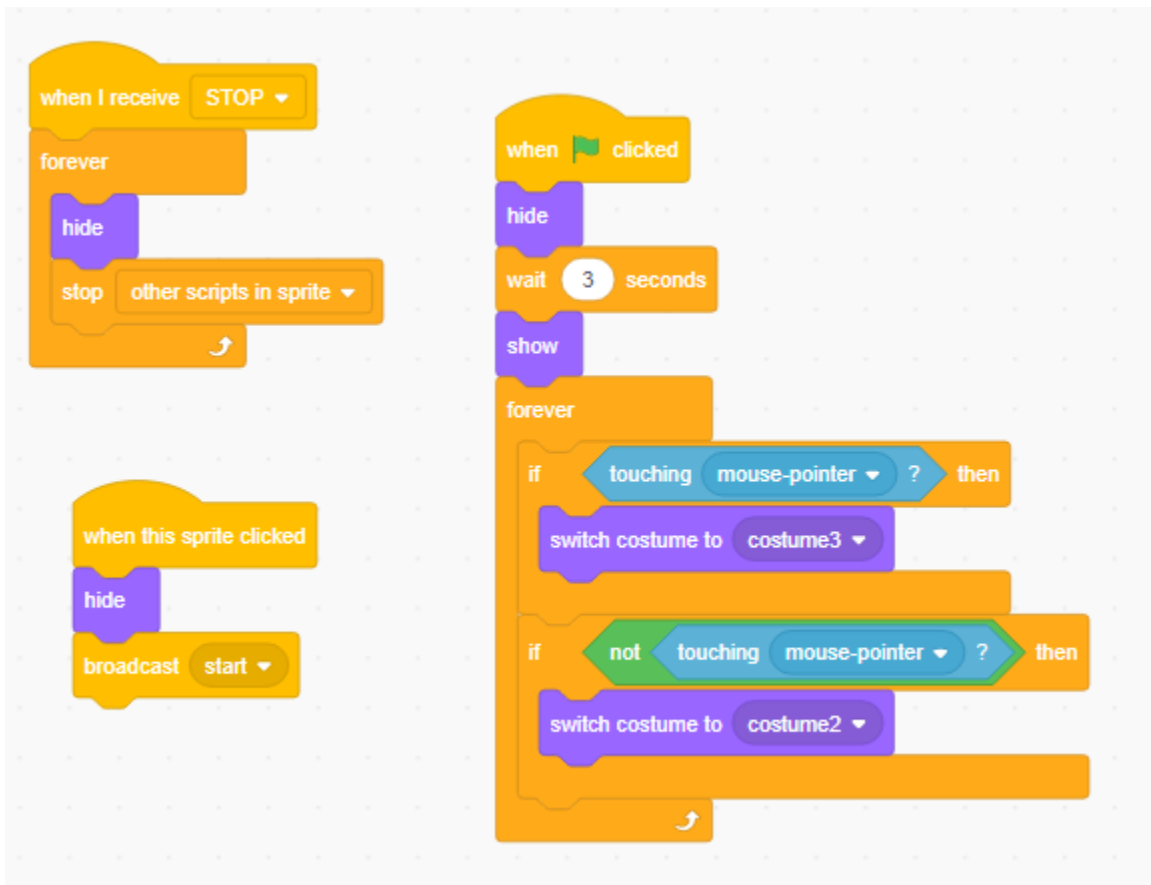 when I receive STOP
forever
hide
stop other scripts in sprite
when this sprite clicked
hide
broadcast start
when clicked
hide
wait 3 seconds
show
forever
if touching mouse-pointer ? then
switch costume to costume3
if not touching mouse-pointer ? then
switch costume to costume2